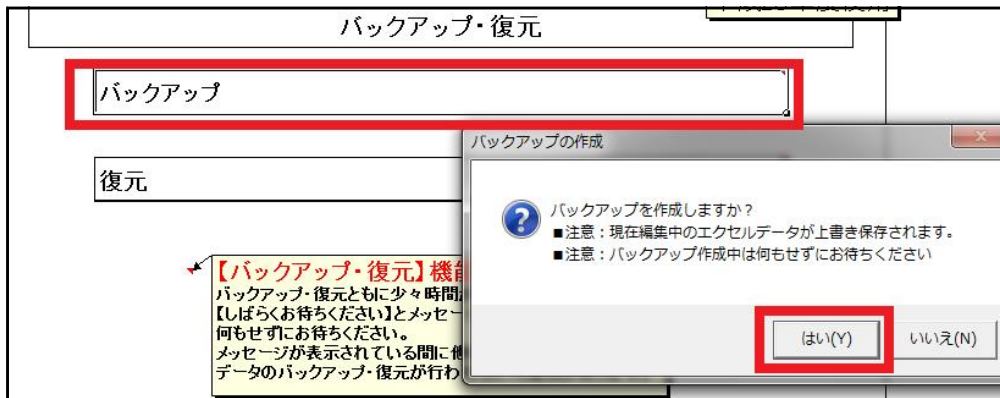 バックアップ・復元
バックアップ
バックアップの作成
復元
バックアップを作成しますか？
■注意：現在編集中のエクセルデータが上書き保存されます。
■注意：バックアップ作成中は何もせずにお待ちください
はい(Y)
いいえ(N)
【バックアップ・復元】機能
バックアップ・復元ともに少々時間
【しばらくお待ちください】とメッセー
何もせずにお待ちください。
メッセージが表示されている間に他
データのバックアップ・復元が行わ